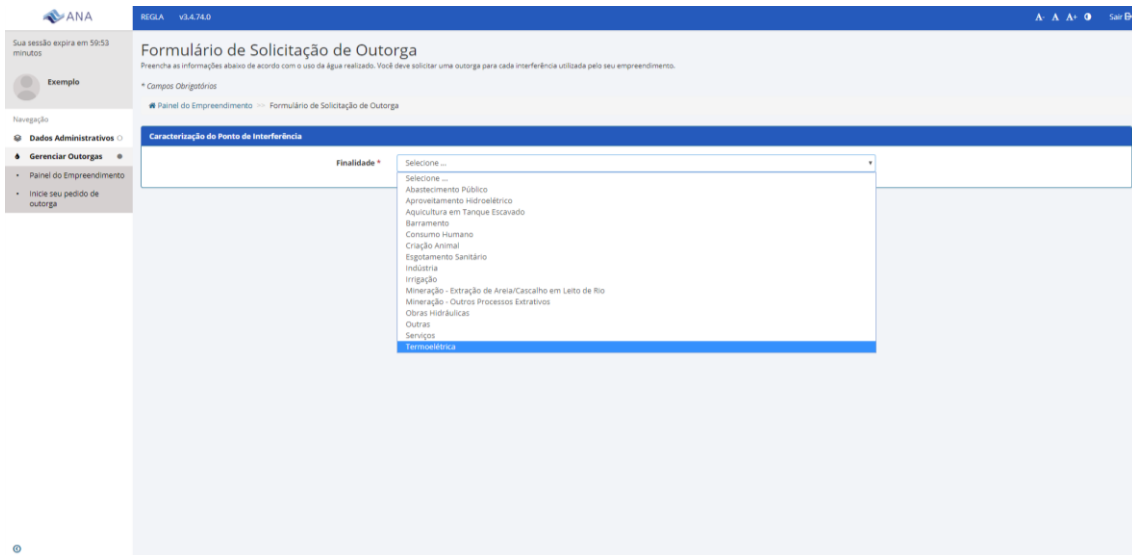 ANA
REGLA v3.4.74.0
A- A A+ Sair
Sua sessão expira em 59:53
minutos
Exemplo
Navegação
Dados Administrativos
Gerenciar Outorgas
Painel do Empreendimento
Inicie seu pedido de
outorga
Formulário de Solicitação de Outorga
Preencha as informações abaixo de acordo com o uso da água realizado. Você deve solicitar uma outorga para cada interferência utilizada pelo seu empreendimento.
* Campos Obrigatórios
Painel do Empreendimento >> Formulário de Solicitação de Outorga
Caracterização do Ponto de Interferência
Finalidade * Selecione ...
Selecione ...
Abastecimento Público
Aproveitamento Hidroelétrico
Aquicultura em Tanque Escavado
Barramento
Consumo Humano
Criação Animal
Esgotamento Sanitário
Indústria
Irrigação
Mineração - Extração de Areia/Cascalho em Leito de Rio
Mineração - Outros Processos Extrativos
Obras Hidráulicas
Outras
Serviços
Termoelétrica